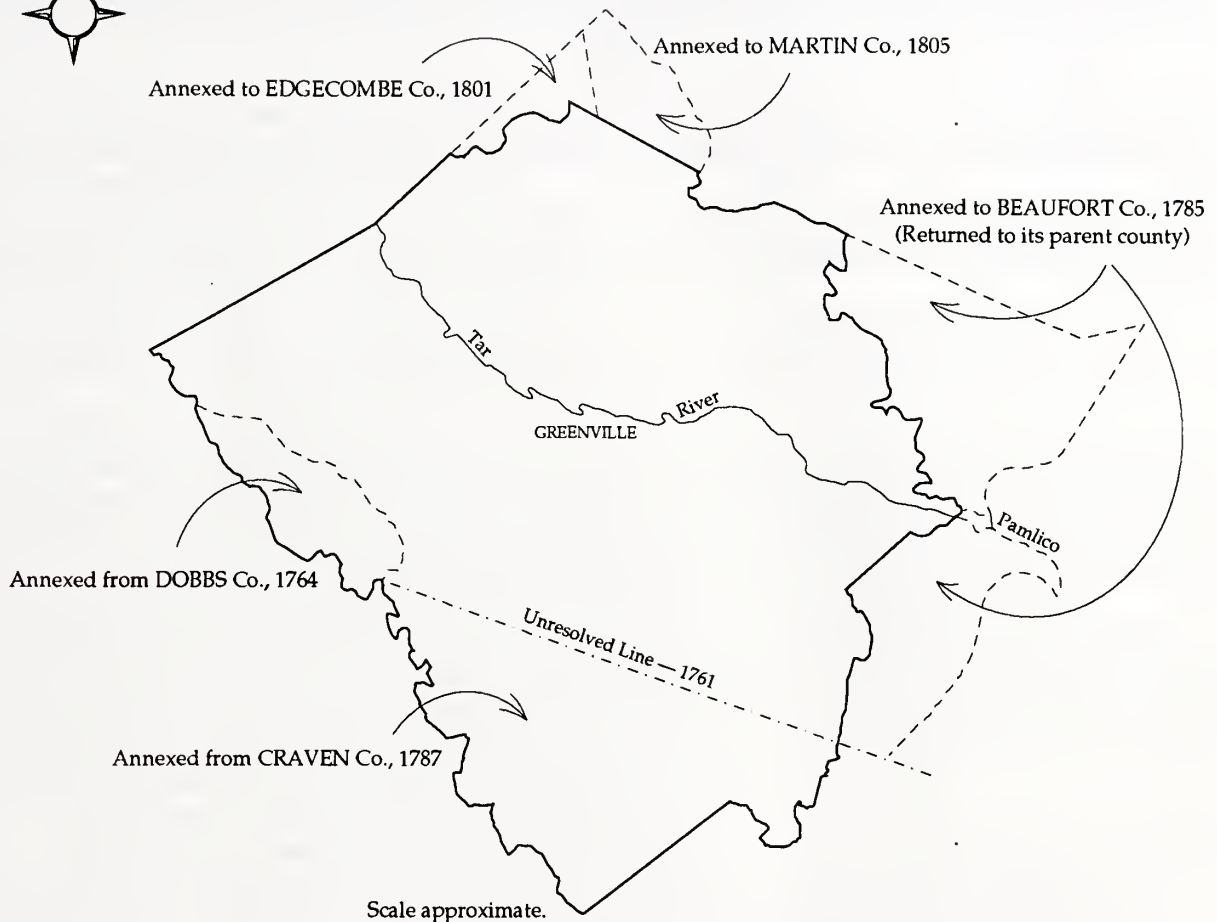 Annexed to MARTIN Co., 1805
Annexed to EDGECOMBE Co., 1801
Annexed to BEAUFORT Co., 1785
(Returned to its parent county)
Tar
River
GREENVILLE
Pamlico
Annexed from DOBBS Co., 1764
Unresolved Line — 1761
Annexed from CRAVEN Co., 1787
Scale approximate.